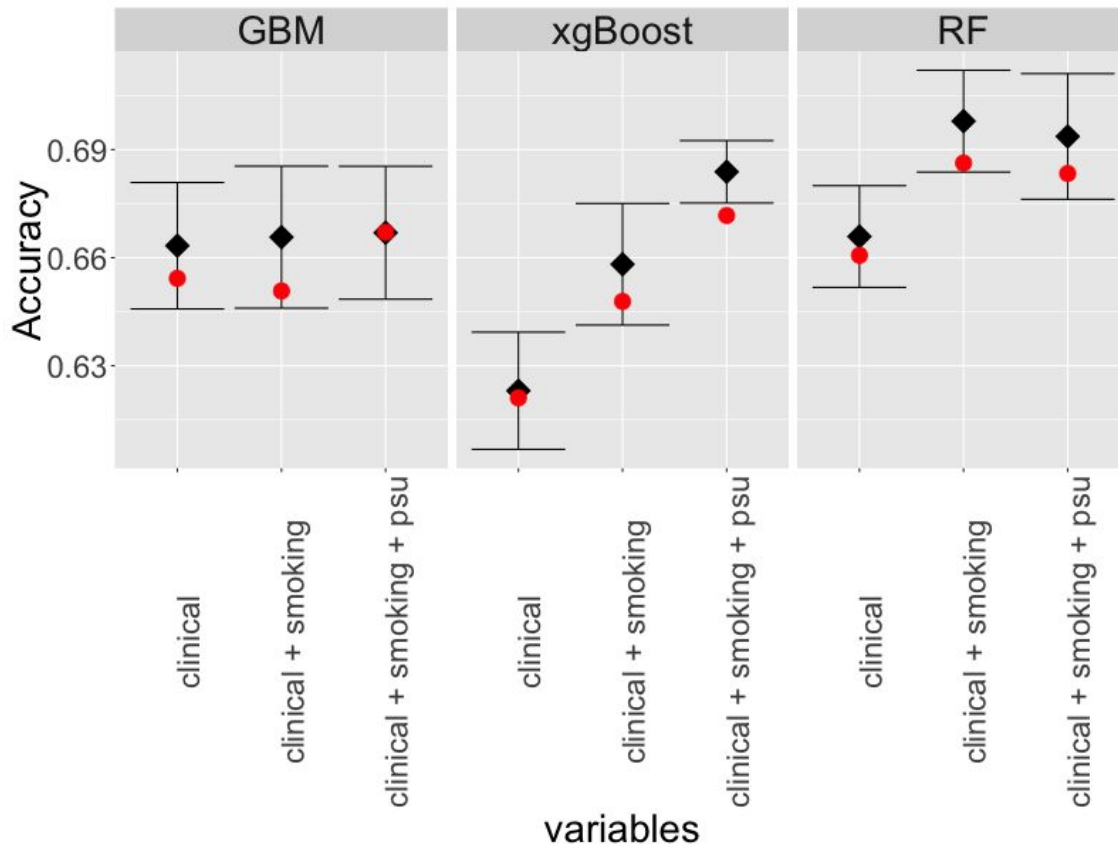 GBM
xgBoost
RF
Accuracy
0.69
0.66
0.63
clinical
clinical + smoking
clinical + smoking + psu
clinical
clinical + smoking
clinical + smoking + psu
clinical
clinical + smoking
clinical + smoking + psu
variables